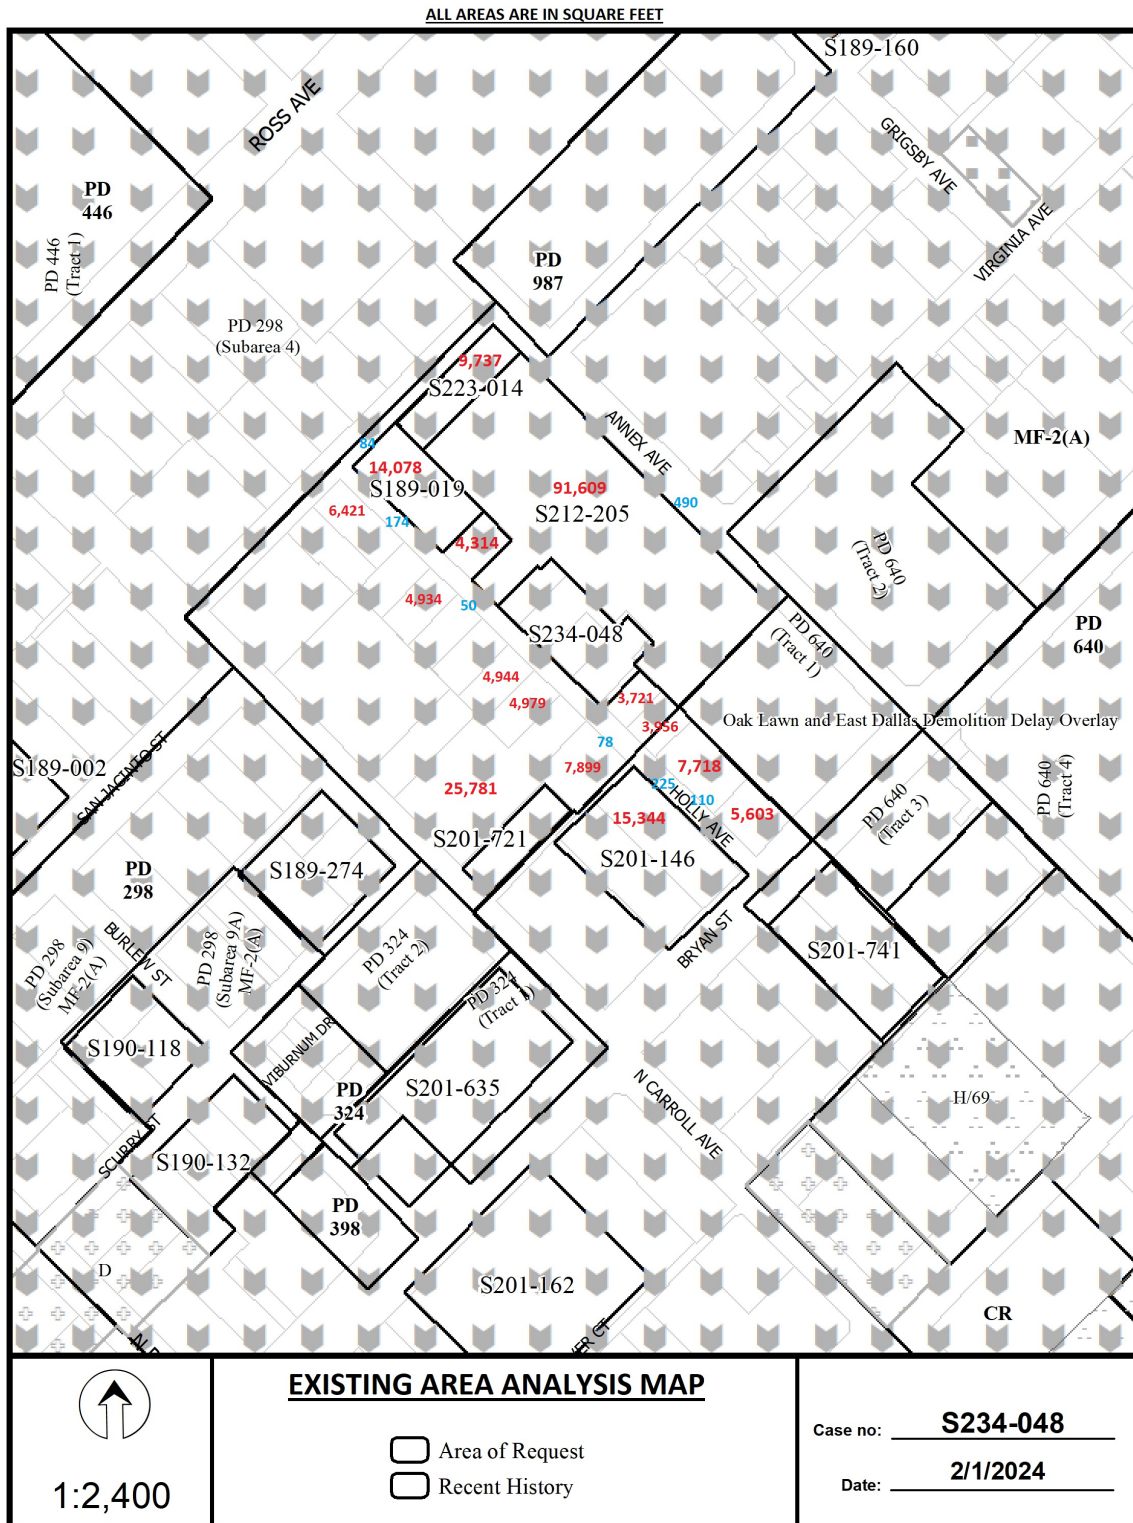 ALL AREAS ARE IN SQUARE FEET
S189-160
ROSS AVE
GRIGSBY AVE
PD
446
PD 446
(Tract 1)
VIRGINIA AVE
PD
987
PD 298
(Subarea 4)
9,737
S223-014
ANNEX AVE
MF-2(A)
84
14,078
S189-019
91,609
S212-205
490
6,421
174
4,314
PD 640
(Tract 2)
4,934
50
S234-048
PD 640
(Tract 1)
PD
640
4,944
4,979
3,721
3,956
Oak Lawn and East Dallas Demolition Delay Overlay
78
SAN JACINTO ST
S189-002
7,899
7,718
225
110
HOLLY AVE
25,781
15,344
5,603
PD 640
(Tract 3)
PD 640
(Tract 4)
S201-721
S201-146
S189-274
PD
298
BRYAN ST
S201-741
PD 298
(Subarea 9)
MF-2(A)
BURLEW ST
PD 298
(Subarea 9A)
MF-2(A)
PD 324
(Tract 2)
PD 324
(Tract 1)
S190-118
VIBURNUM DR
PD
324
S201-635
N CARROLL AVE
H/69
SCURRY ST
S190-132
PD
398
D
S201-162
CR
EXISTING AREA ANALYSIS MAP
Area of Request
Recent History
1:2,400
Case no: S234-048
Date: 2/1/2024